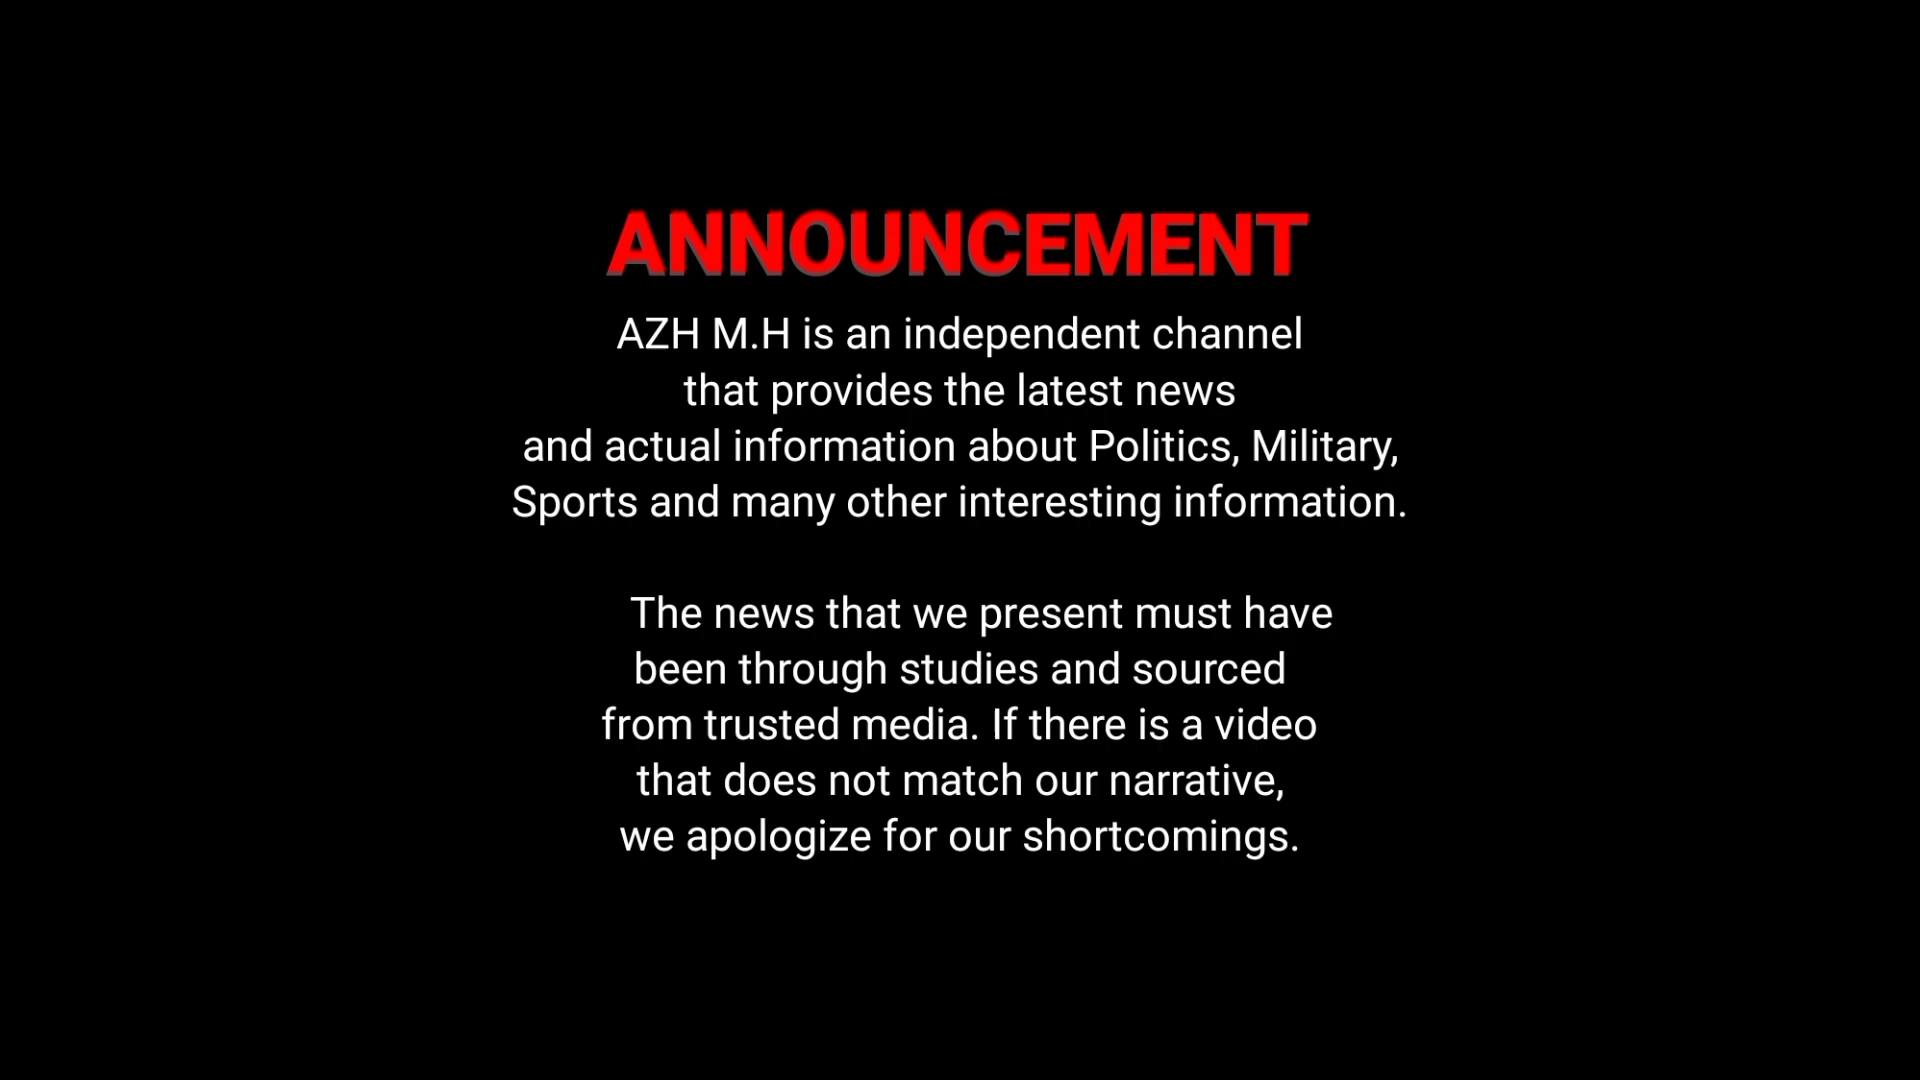 ANNOUNCEMENT
AZH M.H is an independent channel
that provides the latest news
and actual information about Politics, Military,
Sports and many other interesting information.
The news that we present must have
been through studies and sourced
from trusted media. If there is a video
that does not match our narrative,
we apologize for our shortcomings.